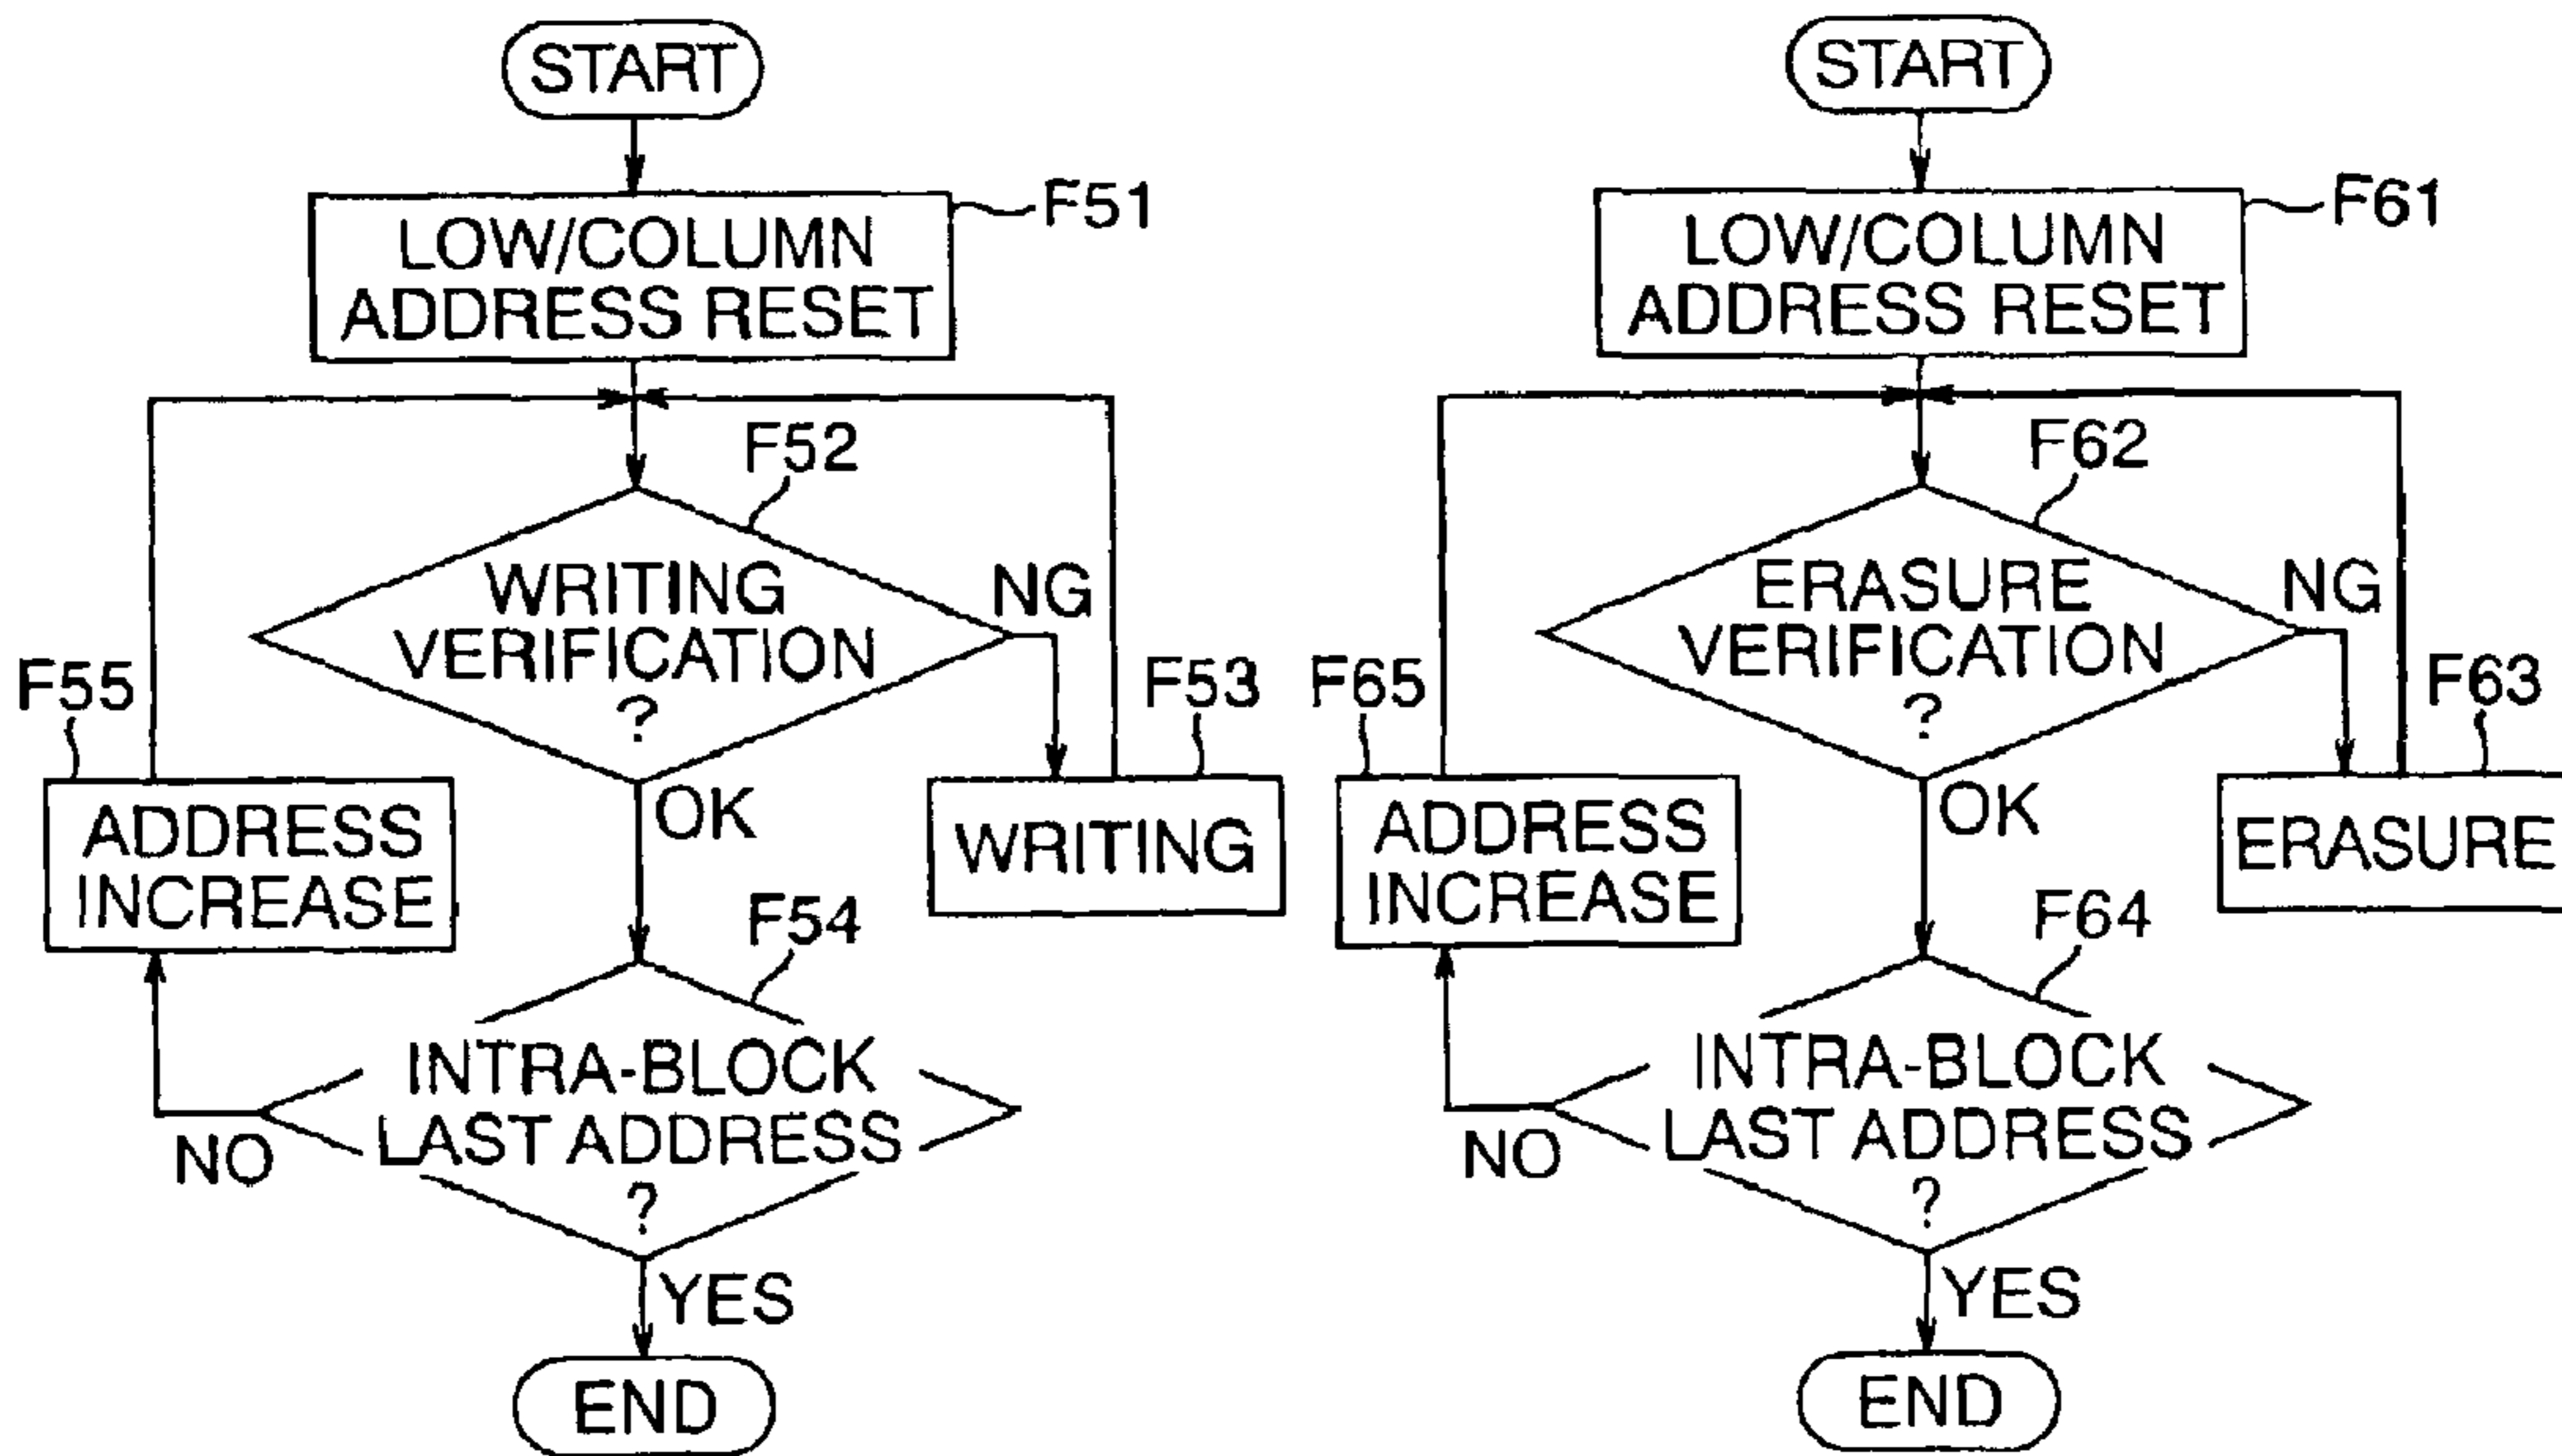 START
LOW/COLUMN
ADDRESS RESET
F51
F52
WRITING
VERIFICATION
?
NG
F53
WRITING
OK
F55
ADDRESS
INCREASE
F54
INTRA-BLOCK
LAST ADDRESS
?
NO
YES
END
START
LOW/COLUMN
ADDRESS RESET
F61
F62
ERASURE
VERIFICATION
?
NG
F63
ERASURE
OK
F65
ADDRESS
INCREASE
F64
INTRA-BLOCK
LAST ADDRESS
?
NO
YES
END